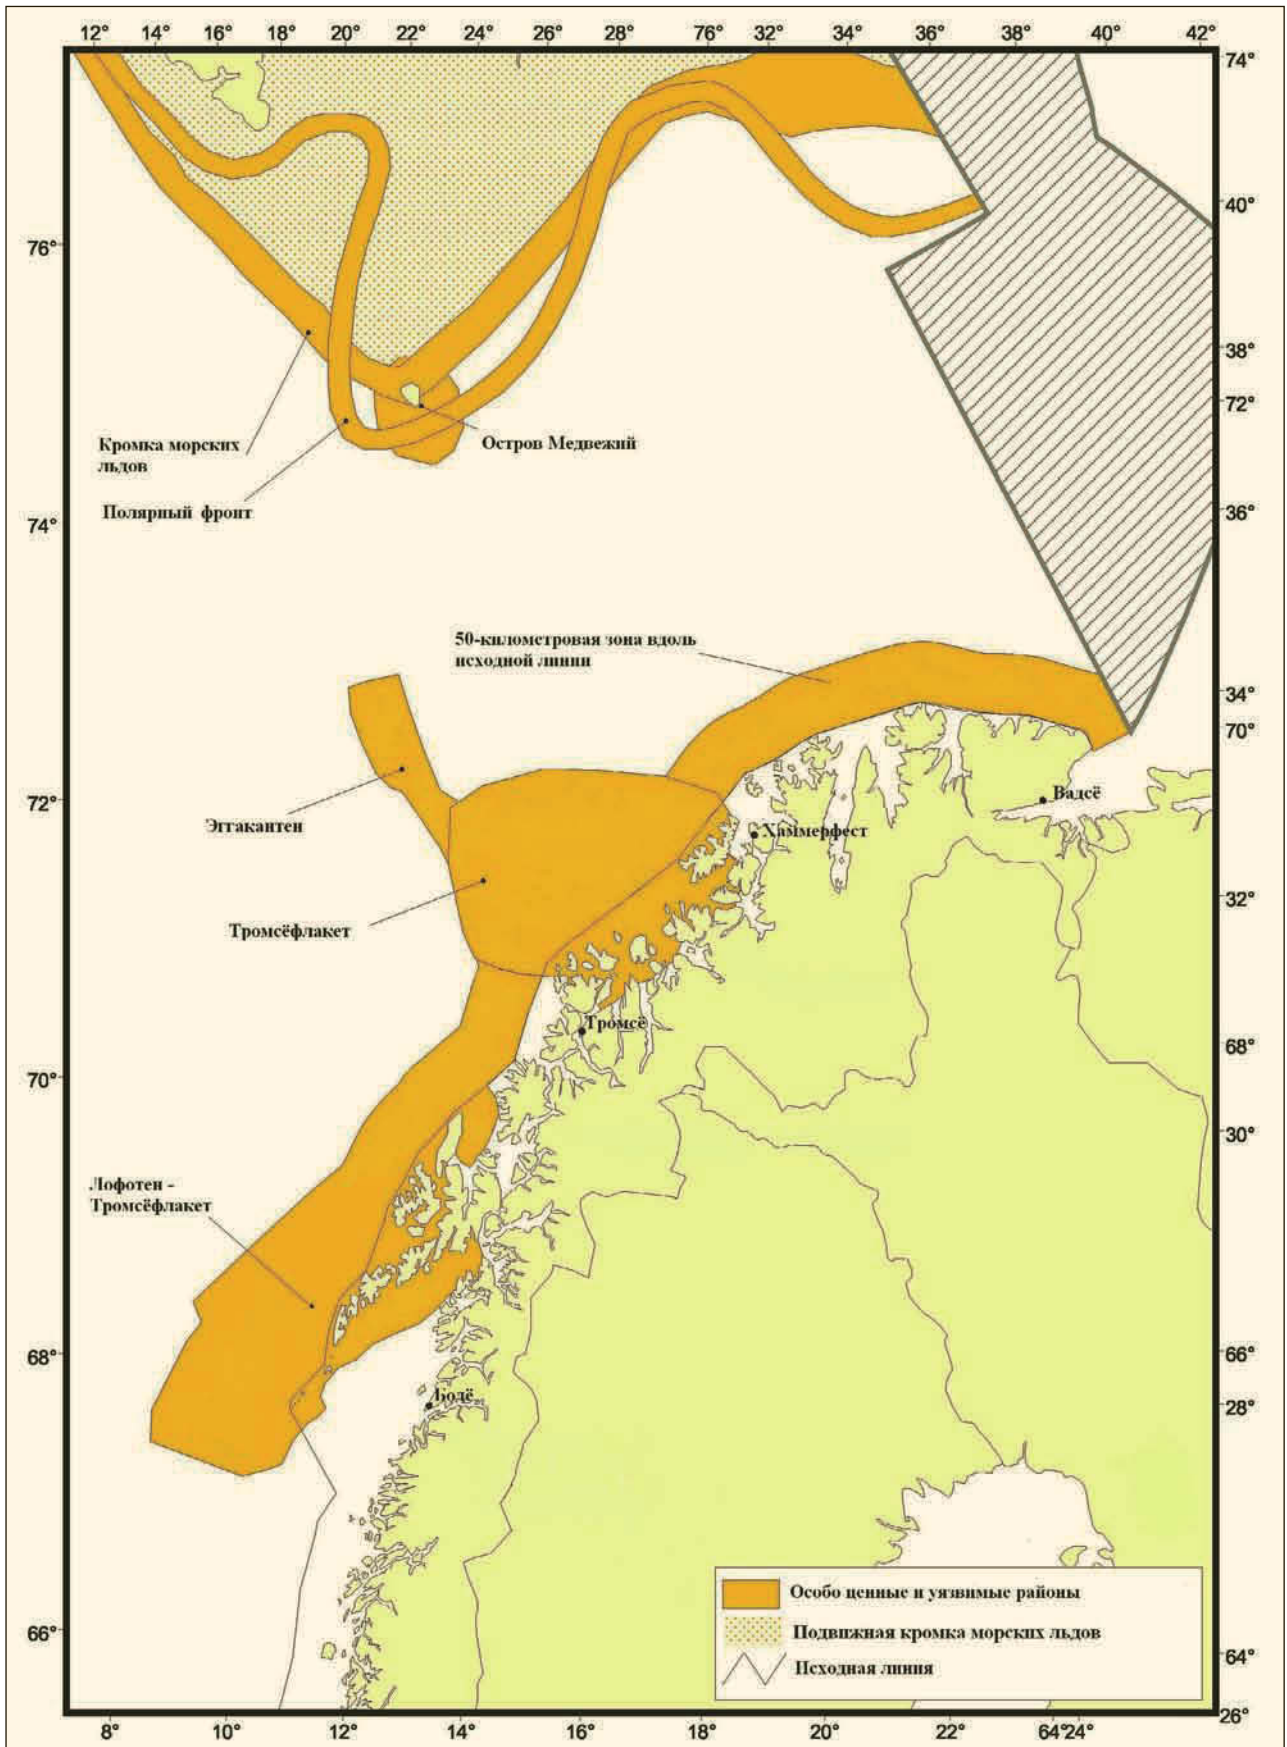 12° 14° 16° 18° 20° 22° 24° 26° 28° 76° 32° 34° 36° 38° 40° 42°
74°
40°
76°
38°
72°
Кромка морских
льдов
Остров Медвежий
Полярный фронт
36°
74°
50-километровая зона вдоль
исходной линии
34°
70°
72°
Вадсё
Эггакантен
Хаммерфест
32°
Тромсёфлакет
Тромсё
68°
70°
30°
Лофотен -
Тромсёфлакет
66°
68°
28°
Бодё
Особо ценные и уязвимые районы
66°
Подвижная кромка морских льдов
64°
Исходная линия
26°
8° 10° 12° 14° 16° 18° 20° 22° 64°24°